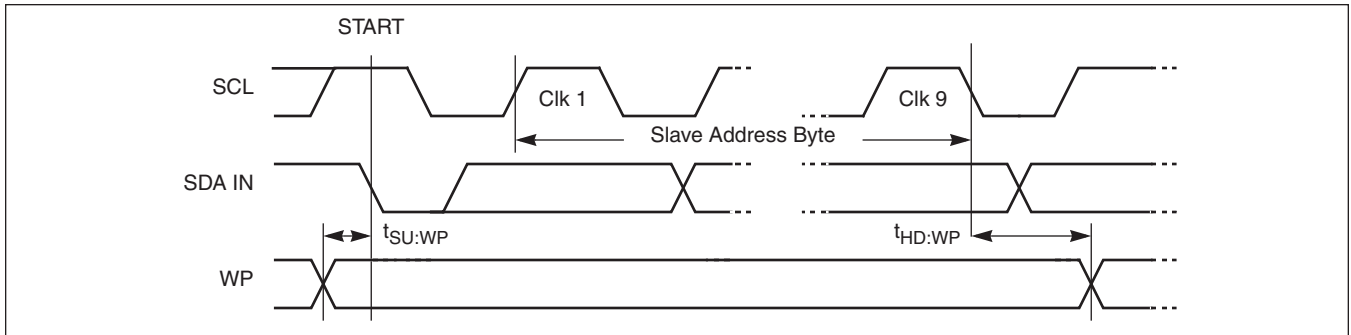 START
SCL
Clk 1
Clk 9
Slave Address Byte
SDA IN
tSU:WP
tHD:WP
WP